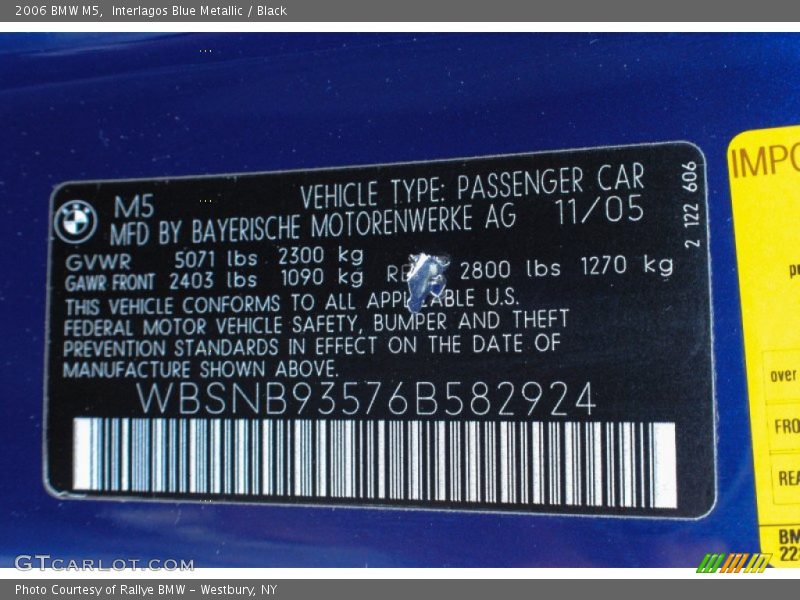 2006 BMW M5, Interlagos Blue Metallic / Black
M5 VEHICLE TYPE: PASSENGER CAR
MFD BY BAYERISCHE MOTORENWERKE AG 11/05
GVWR 5071 lbs 2300 kg
GAWR FRONT 2403 lbs 1090 kg 2800 lbs 1270 kg
THIS VEHICLE CONFORMS TO ALL U.S.
FEDERAL MOTOR VEHICLE SAFETY, BUMPER AND THEFT
PREVENTION STANDARDS IN EFFECT ON THE DATE OF
MANUFACTURE SHOWN ABOVE.
WBSNB93576B582924
2 122 606
over
GTCARLOT.COM
Photo Courtesy of Rallye BMW – Westbury, NY